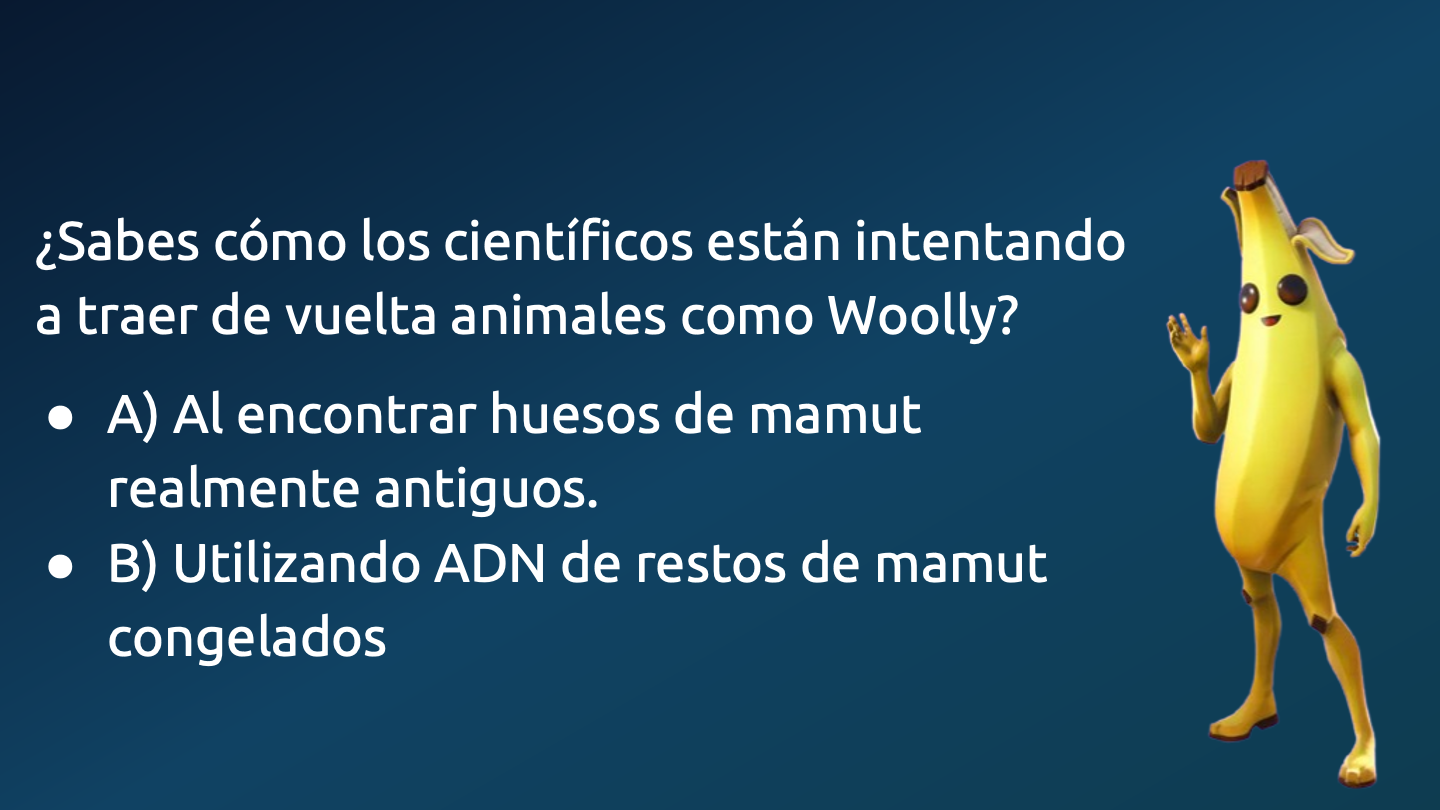 ¿Sabes cómo los científicos están intentando
a traer de vuelta animales como Woolly?
● A) Al encontrar huesos de mamut
realmente antiguos.
● B) Utilizando ADN de restos de mamut
congelados